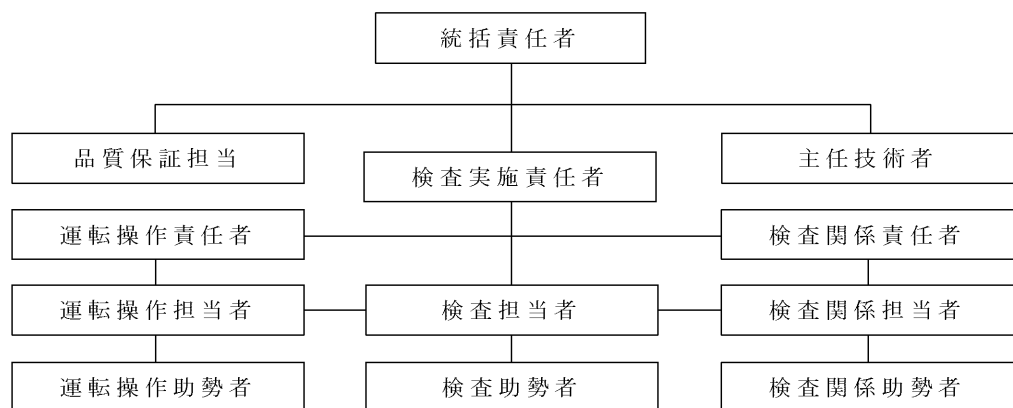 統括責任者
品質保証担当
検査実施責任者
主任技術者
運転操作責任者
検査関係責任者
運転操作担当者
検査担当者
検査関係担当者
運転操作助勢者
検査助勢者
検査関係助勢者